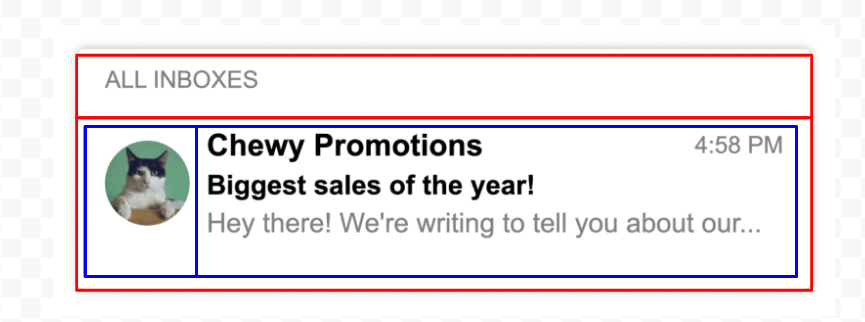 ALL INBOXES
Chewy Promotions 4:58 PM
Biggest sales of the year!
Hey there! We're writing to tell you about our...